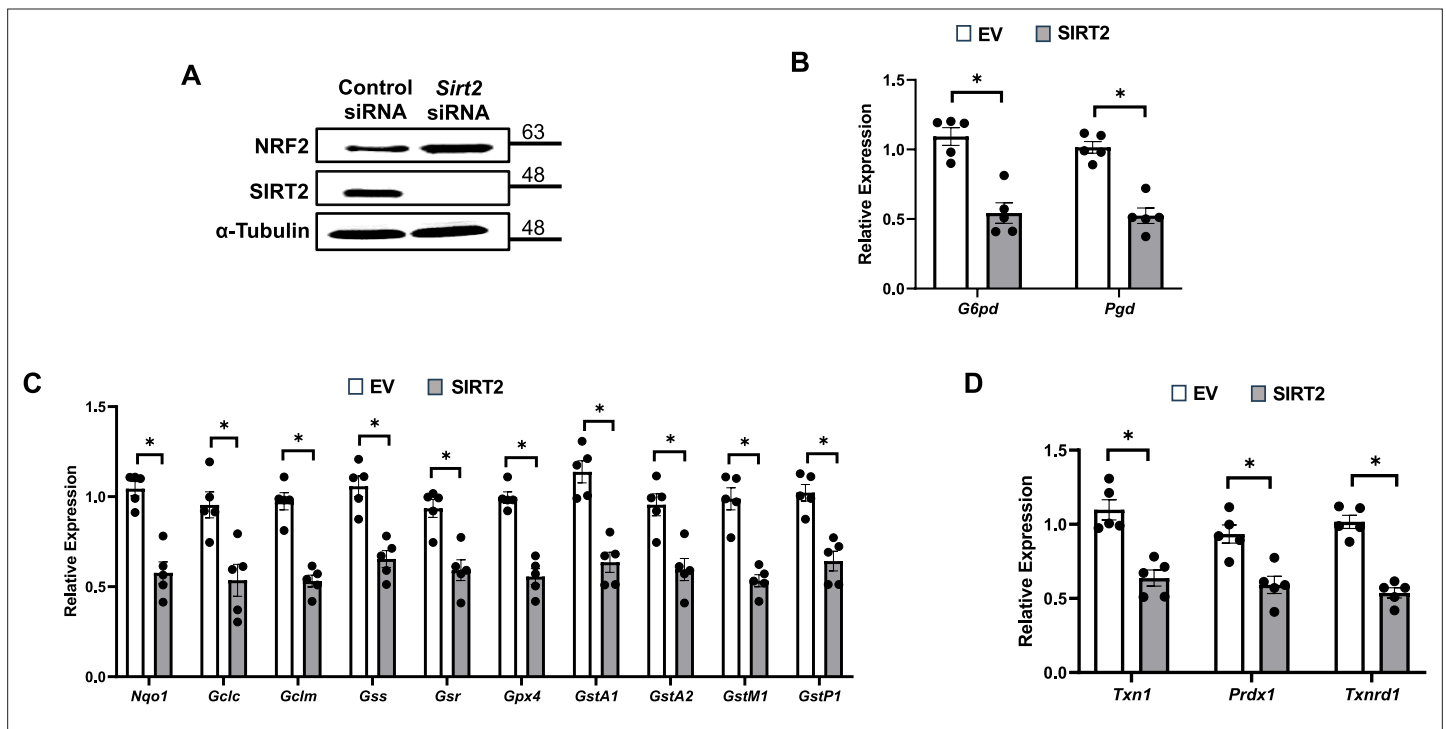 A
Control Sirt2
siRNA siRNA
NRF2 63
SIRT2 48
α-Tubulin 48
B
EV SIRT2
Relative Expression
1.5
1.0
0.5
0.0
* *
G6pd Pgd
C
EV SIRT2
Relative Expression
1.5
1.0
0.5
0.0
* * * * * * * * * *
Nqo1 Gclc Gclm Gss Gsr Gpx4 GstA1 GstA2 GstM1 GstP1
D
EV SIRT2
Relative Expression
1.5
1.0
0.5
0.0
* * *
Txn1 Prdx1 Txnrd1